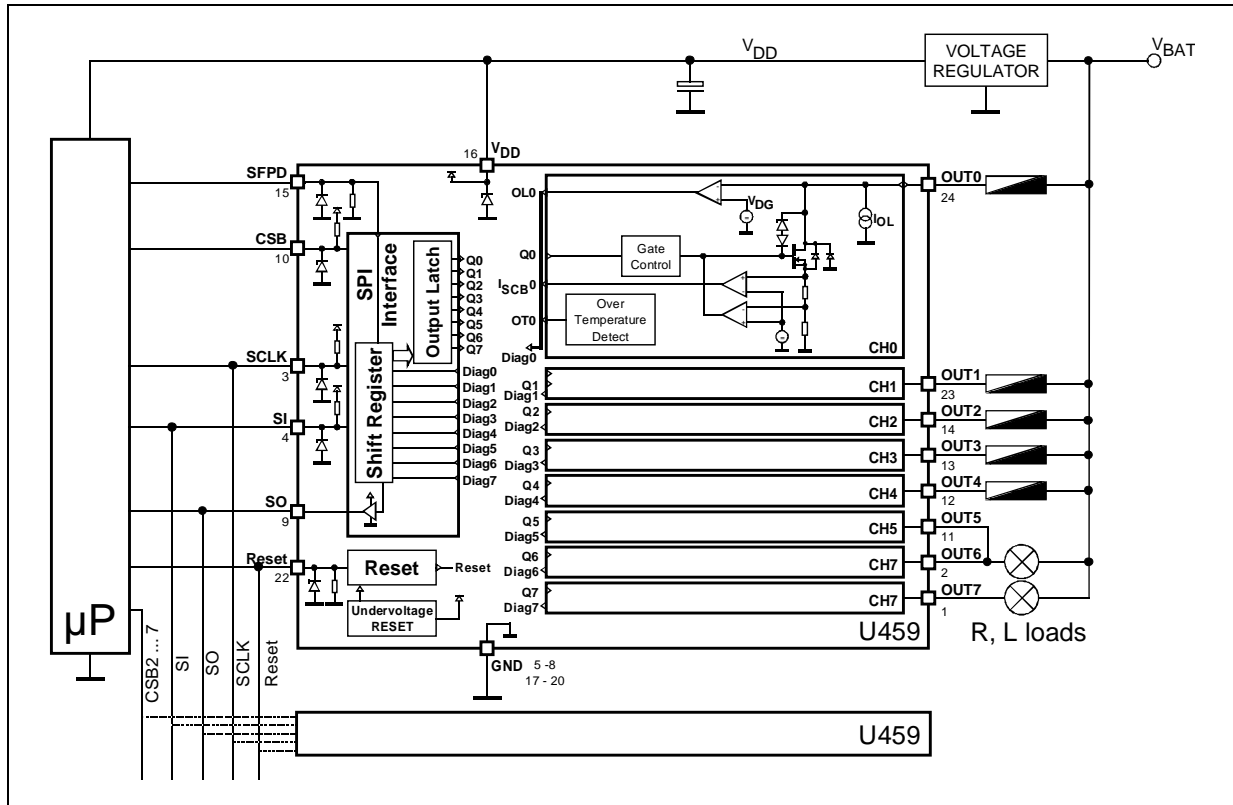 VOLTAGE
REGULATOR
VDD
VBAT
16 VDD
SFPD
15
CSB
10
SCLK
3
SI
4
SO
9
Reset
22
µP
SPI
Interface
Output Latch
Shift Register
Q0
Q1
Q2
Q3
Q4
Q5
Q6
Q7
Diag0
Diag1
Diag2
Diag3
Diag4
Diag5
Diag6
Diag7
Reset
Reset
Undervoltage
RESET
GND 5 -8
17 - 20
OL0
VDG
IOL
Q0
Gate
Control
ISCB0
OT0
Over
Temperature
Detect
Diag0
CH0
Q1
Diag1
CH1
Q2
Diag2
CH2
Q3
Diag3
CH3
Q4
Diag4
CH4
Q5
Diag5
CH5
Q6
Diag6
CH7
Q7
Diag7
CH7
OUT0
24
OUT1
23
OUT2
14
OUT3
13
OUT4
12
OUT5
11
OUT6
2
OUT7
1
U459
R, L loads
CSB2 ... 7
SI
SO
SCLK
Reset
U459